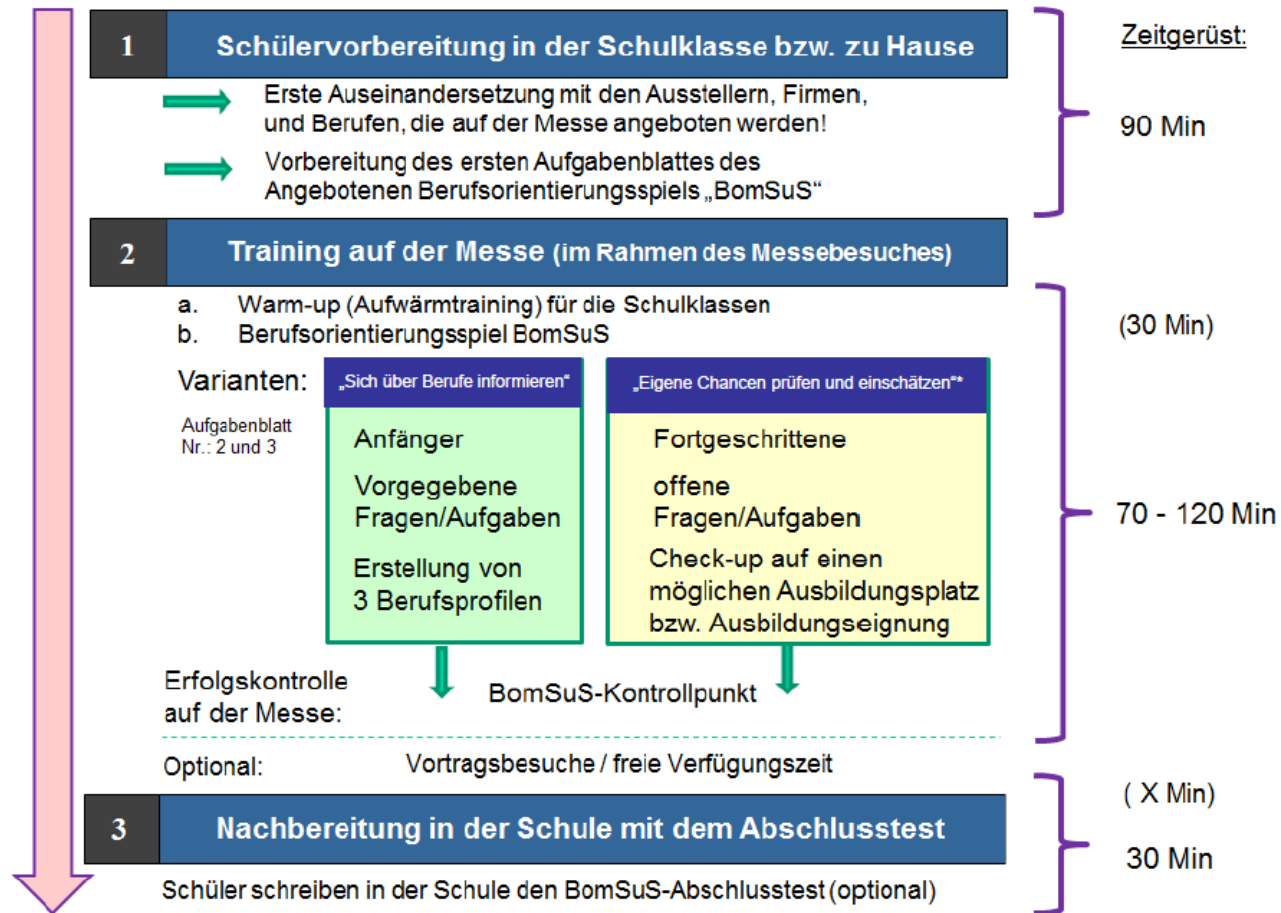 Zeitgerüst:
1 Schülervorbereitung in der Schulklasse bzw. zu Hause
Erste Auseinandersetzung mit den Ausstellern, Firmen,
und Berufen, die auf der Messe angeboten werden!
90 Min
Vorbereitung des ersten Aufgabenblattes des
Angebotenen Berufsorientierungsspiels „BomSuS“
2 Training auf der Messe (im Rahmen des Messebesuches)
a. Warm-up (Aufwärmtraining) für die Schulklassen
(30 Min)
b. Berufsorientierungsspiel BomSuS
Varianten:
Aufgabenblatt
Nr.: 2 und 3
„Sich über Berufe informieren“
Anfänger
Vorgegebene
Fragen/Aufgaben
Erstellung von
3 Berufsprofilen
„Eigene Chancen prüfen und einschätzen“*
Fortgeschrittene
offene
Fragen/Aufgaben
Check-up auf einen
möglichen Ausbildungsplatz
bzw. Ausbildungseignung
70 - 120 Min
Erfolgskontrolle
auf der Messe:
BomSuS-Kontrollpunkt
Optional: Vortragsbesuche / freie Verfügungszeit
( X Min)
3 Nachbereitung in der Schule mit dem Abschlusstest
30 Min
Schüler schreiben in der Schule den BomSuS-Abschlusstest (optional)